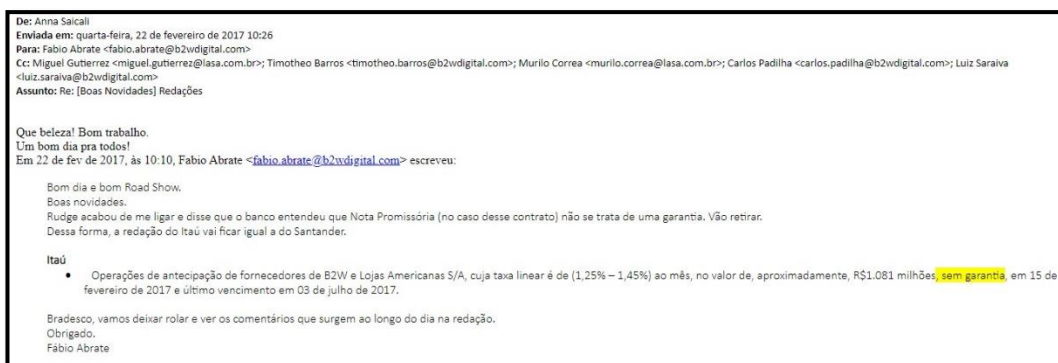 De: Anna Saicali
Enviada em: quarta-feira, 22 de fevereiro de 2017 10:26
Para: Fabio Abrate <fabio.abrate@b2wdigital.com>
Cc: Miguel Gutierrez <miguel.gutierrez@lasa.com.br>; Timotheo Barros <timotheo.barros@b2wdigital.com>; Murilo Correa <murilo.correa@lasa.com.br>; Carlos Padilha <carlos.padilha@b2wdigital.com>; Luiz Saraiva
<luiz.saraiva@b2wdigital.com>
Assunto: Re: [Boas Novidades] Redações
Que beleza! Bom trabalho.
Um bom dia pra todos!
Em 22 de fev de 2017, às 10:10, Fabio Abrate <fabio.abrate@b2wdigital.com> escreveu:
Bom dia e bom Road Show.
Boas novidades.
Rudge acabou de me ligar e disse que o banco entendeu que Nota Promissória (no caso desse contrato) não se trata de uma garantia. Vão retirar.
Dessa forma, a redação do Itaú vai ficar igual a do Santander.
Itaú
• Operações de antecipação de fornecedores de B2W e Lojas Americanas S/A, cuja taxa linear é de (1,25% – 1,45%) ao mês, no valor de, aproximadamente, R$1.081 milhões, sem garantia, em 15 de
fevereiro de 2017 e último vencimento em 03 de julho de 2017.
Bradesco, vamos deixar rolar e ver os comentários que surgem ao longo do dia na redação.
Obrigado.
Fábio Abrate